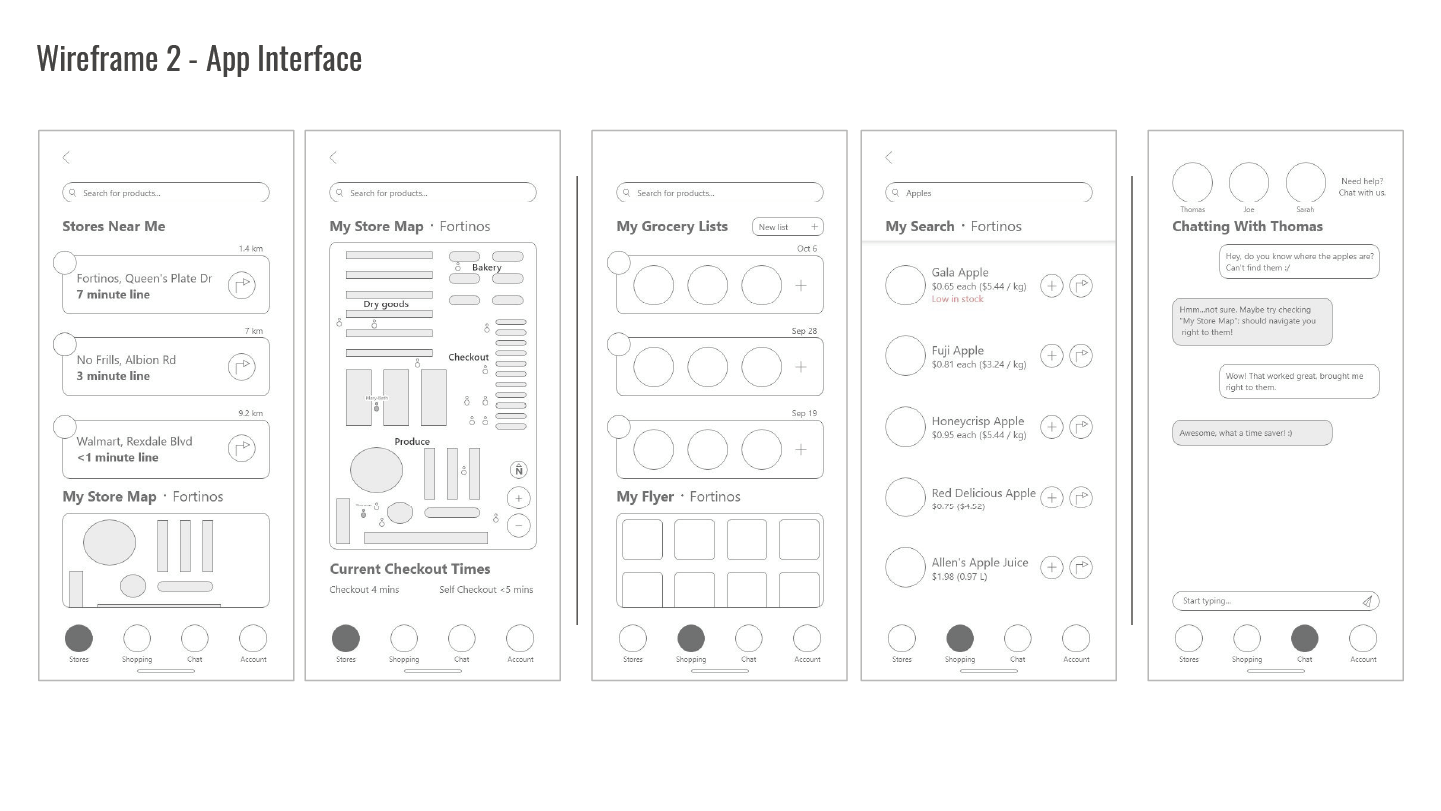 Wireframe 2 - App Interface
Search for products...
Stores Near Me
1.4 km
Fortinos, Queen's Plate Dr
7 minute line
7 km
No Frills, Albion Rd
3 minute line
9.2 km
Walmart, Rexdale Blvd
<1 minute line
My Store Map · Fortinos
Stores
Shopping
Chat
Account
Search for products...
My Store Map · Fortinos
Bakery
Dry goods
Checkout
Produce
N
Current Checkout Times
Checkout 4 mins
Self Checkout <5 mins
Stores
Shopping
Chat
Account
Search for products...
My Grocery Lists
New list +
Oct 6
Sep 28
Sep 19
My Flyer · Fortinos
Stores
Shopping
Chat
Account
Apples
My Search · Fortinos
Gala Apple
$0.65 each ($5.44 / kg)
Low in stock
Fuji Apple
$0.81 each ($3.24 / kg)
Honeycrisp Apple
$0.95 each ($5.44 / kg)
Red Delicious Apple
$0.75 ($4.52)
Allen's Apple Juice
$1.98 (0.97 L)
Stores
Shopping
Chat
Account
Thomas
Joe
Sarah
Need help?
Chat with us.
Chatting With Thomas
Hey, do you know where the apples are?
Can't find them :/
Hmm...not sure. Maybe try checking
"My Store Map": should navigate you
right to them!
Wow! That worked great, brought me
right to them.
Awesome, what a time saver! :)
Start typing...
Stores
Shopping
Chat
Account